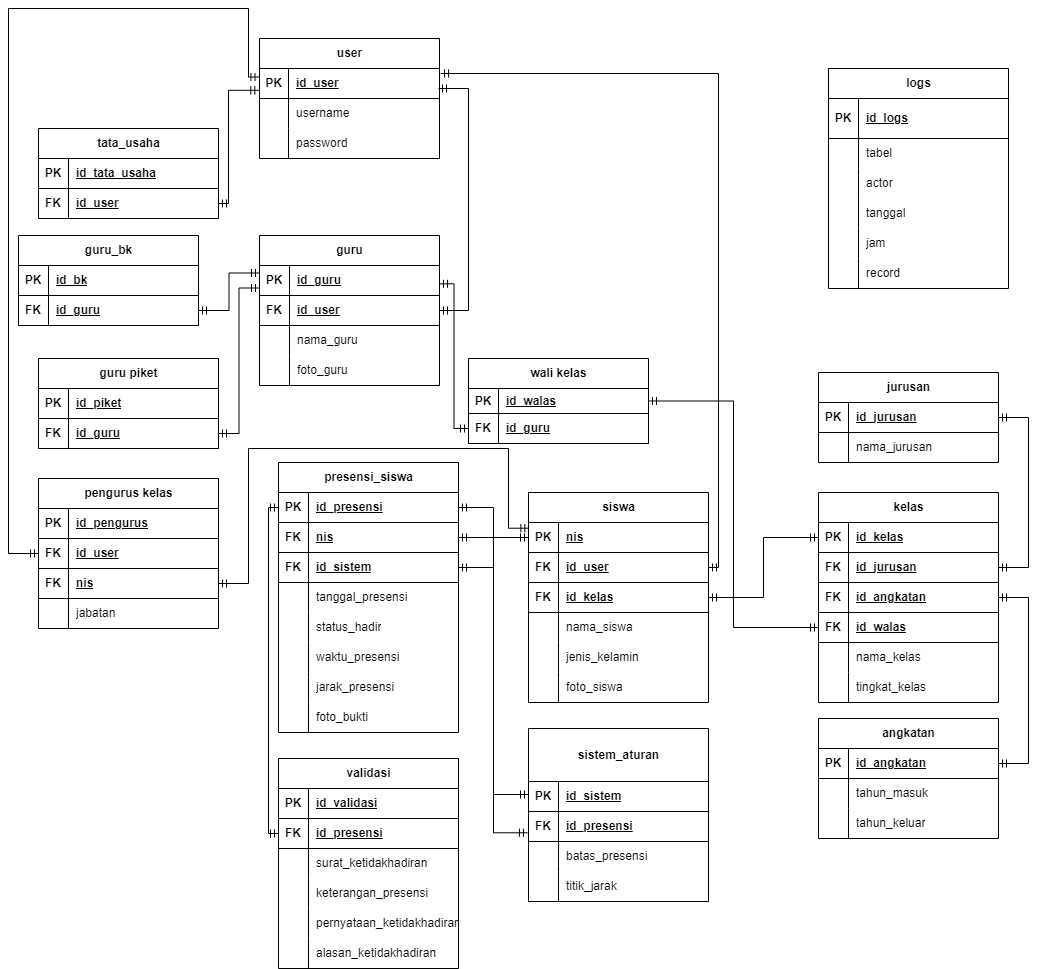 user
PK id_user
username
password
logs
PK id_logs
tabel
actor
tanggal
jam
record
tata_usaha
PK id_tata_usaha
FK id_user
guru_bk
PK id_bk
FK id_guru
guru
PK id_guru
FK id_user
nama_guru
foto_guru
guru piket
PK id_piket
FK id_guru
wali kelas
PK id_walas
FK id_guru
jurusan
PK id_jurusan
nama_jurusan
pengurus kelas
PK id_pengurus
FK id_user
FK nis
jabatan
presensi_siswa
PK id_presensi
FK nis
FK id_sistem
tanggal_presensi
status_hadir
waktu_presensi
jarak_presensi
foto_bukti
siswa
PK nis
FK id_user
FK id_kelas
nama_siswa
jenis_kelamin
foto_siswa
kelas
PK id_kelas
FK id_jurusan
FK id_angkatan
FK id_walas
nama_kelas
tingkat_kelas
validasi
PK id_validasi
FK id_presensi
surat_ketidakhadiran
keterangan_presensi
pernyataan_ketidakhadiran
alasan_ketidakhadiran
sistem_aturan
PK id_sistem
FK id_presensi
batas_presensi
titik_jarak
angkatan
PK id_angkatan
tahun_masuk
tahun_keluar